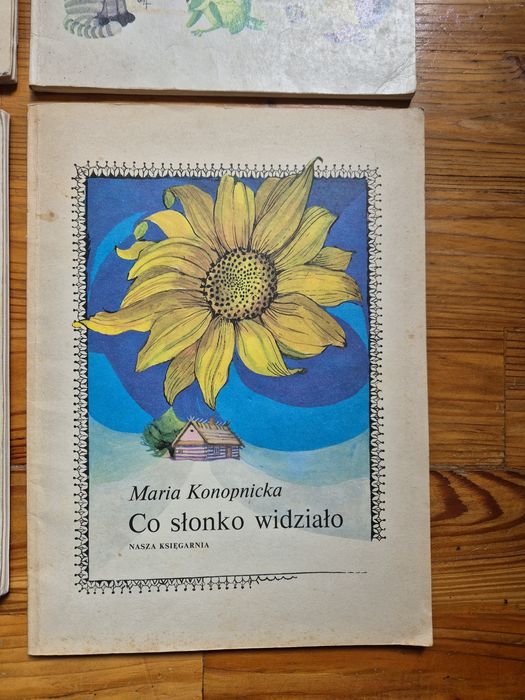 Maria Konopnicka
Co słonko widziało
NASZA KSIĘGARNIA